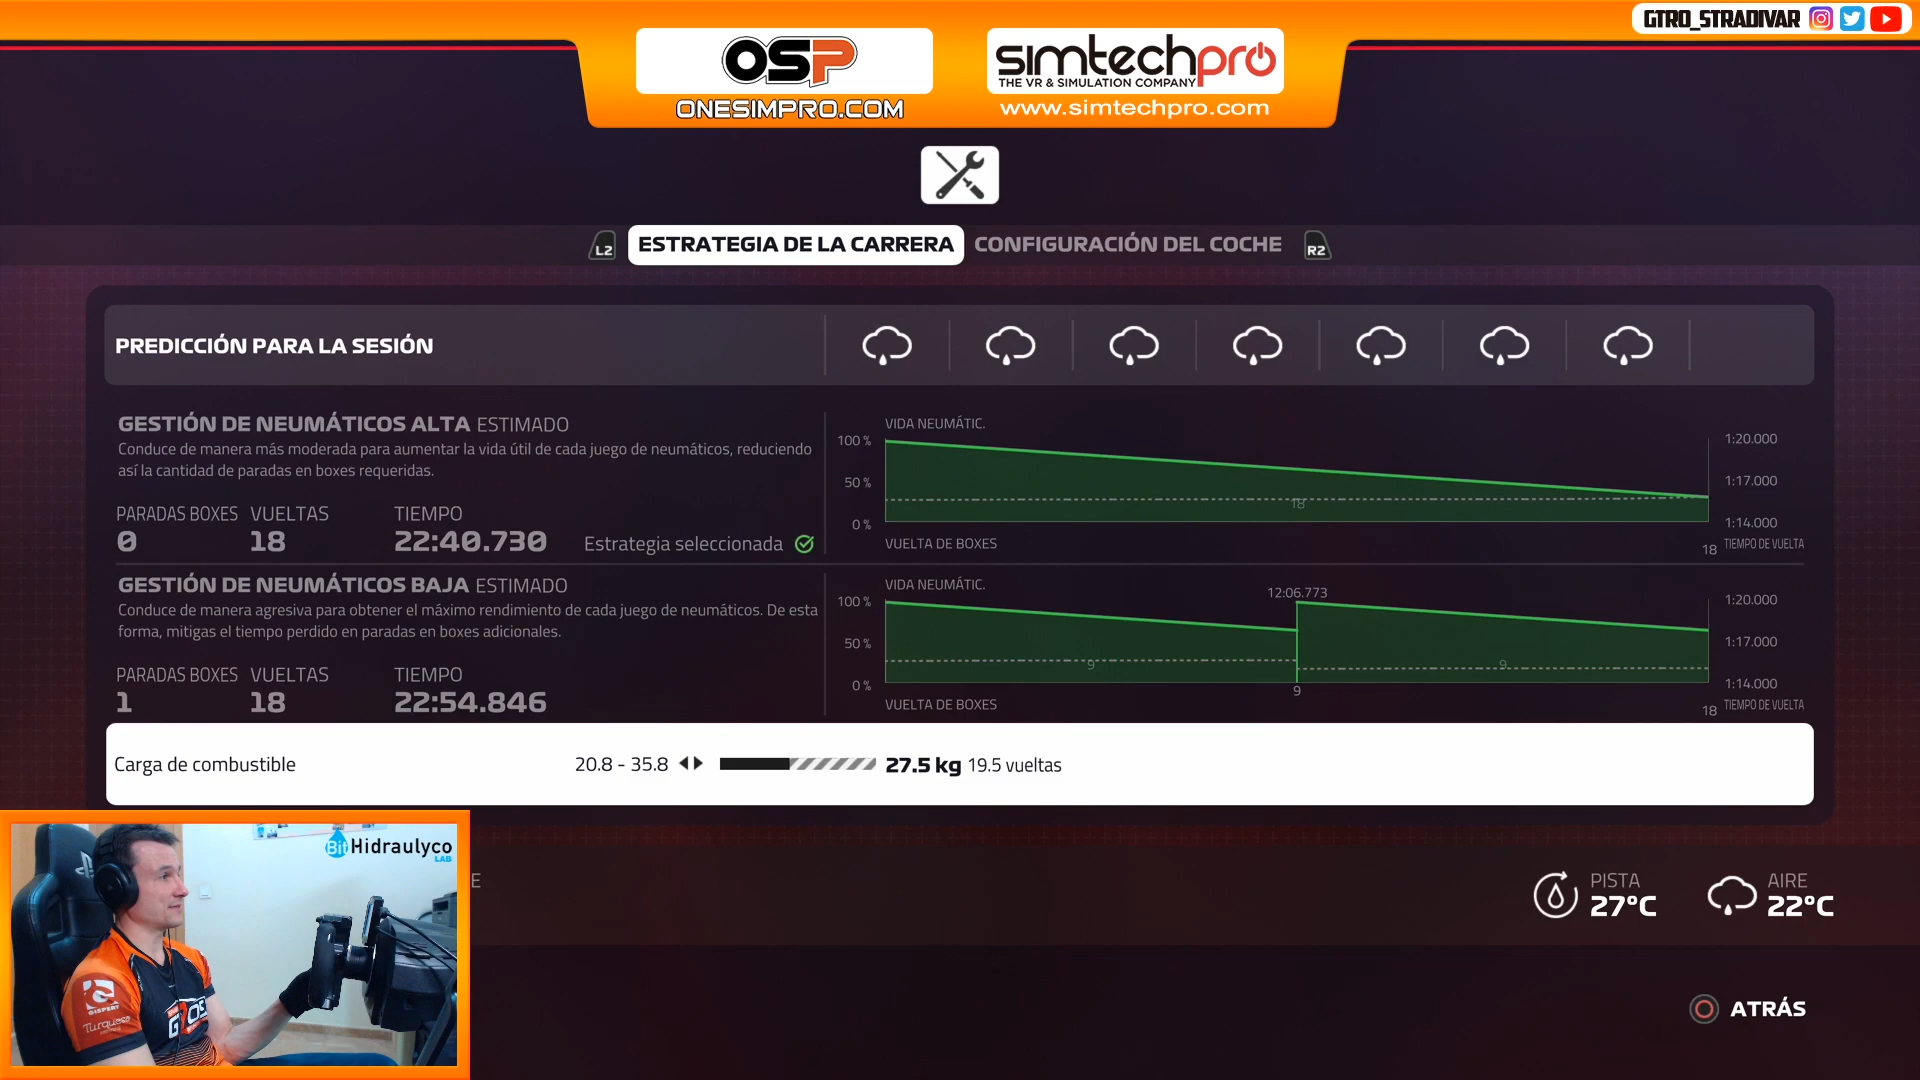 GTRO_STRADIVAR
OSP
ONESIMPRO.COM
simtechpro
THE VR & SIMULATION COMPANY
www.simtechpro.com
L2
ESTRATEGIA DE LA CARRERA
CONFIGURACIÓN DEL COCHE
R2
PREDICCIÓN PARA LA SESIÓN
GESTIÓN DE NEUMÁTICOS ALTA ESTIMADO
Conduce de manera más moderada para aumentar la vida útil de cada juego de neumáticos, reduciendo
así la cantidad de paradas en boxes requeridas.
PARADAS BOXES VUELTAS TIEMPO
0 18 22:40.730 Estrategia seleccionada
VIDA NEUMÁTIC.
100 %
50 %
0 %
18
1:20.000
1:17.000
1:14.000
VUELTA DE BOXES
18 TIEMPO DE VUELTA
GESTIÓN DE NEUMÁTICOS BAJA ESTIMADO
Conduce de manera agresiva para obtener el máximo rendimiento de cada juego de neumáticos. De esta
forma, mitigas el tiempo perdido en paradas en boxes adicionales.
PARADAS BOXES VUELTAS TIEMPO
1 18 22:54.846
VIDA NEUMÁTIC.
12:06.773
100 %
50 %
0 %
9 9
9
1:20.000
1:17.000
1:14.000
VUELTA DE BOXES
18 TIEMPO DE VUELTA
Carga de combustible 20.8 - 35.8 27.5 kg 19.5 vueltas
BitHidraulyco
LAB
GISPERT
Turqueso
E
PISTA
27°C
AIRE
22°C
ATRÁS